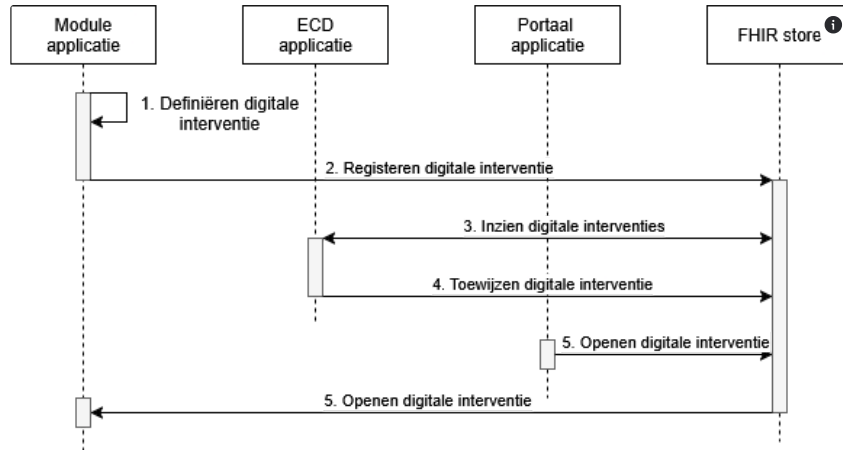 Module
applicatie
ECD
applicatie
Portaal
applicatie
FHIR store
i
1. Definiëren digitale
interventie
2. Registeren digitale interventie
3. Inzien digitale interventies
4. Toewijzen digitale interventie
5. Openen digitale interventie
5. Openen digitale interventie